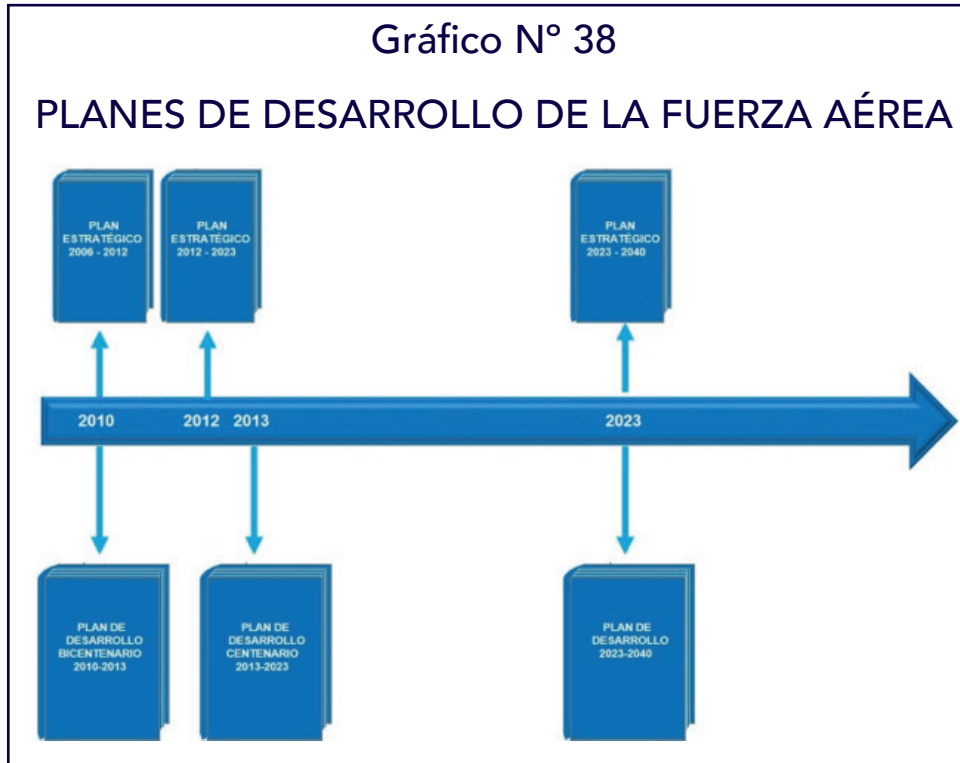 Gráfico Nº 38
PLANES DE DESARROLLO DE LA FUERZA AÉREA
PLAN
ESTRATÉGICO
2006 - 2012
PLAN
ESTRATÉGICO
2012 - 2023
PLAN
ESTRATÉGICO
2023 - 2040
2010
2012
2013
2023
PLAN DE
DESARROLLO
BICENTENARIO
2010-2013
PLAN DE
DESARROLLO
CENTENARIO
2013-2023
PLAN DE
DESARROLLO
2023-2040